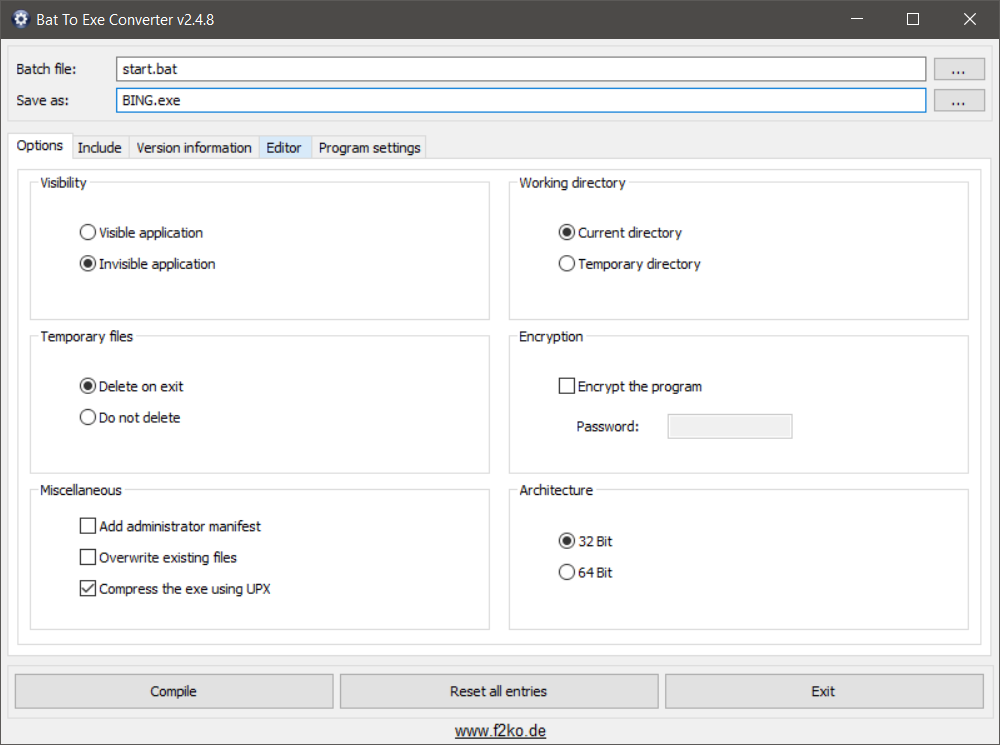 Bat To Exe Converter v2.4.8
Batch file: start.bat ...
Save as: BING.exe ...
Options Include Version information Editor Program settings
Visibility
Visible application
Invisible application
Working directory
Current directory
Temporary directory
Temporary files
Delete on exit
Do not delete
Encryption
Encrypt the program
Password:
Miscellaneous
Add administrator manifest
Overwrite existing files
Compress the exe using UPX
Architecture
32 Bit
64 Bit
Compile Reset all entries Exit
www.f2ko.de